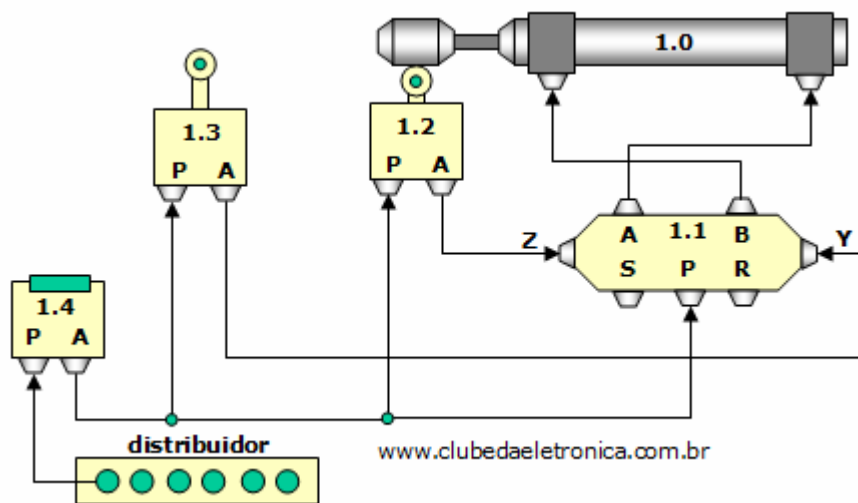 1.0
1.3
P A
1.2
P A
A 1.1 B
S P R
Z
Y
1.4
P A
distribuidor
www.clubedaeletronica.com.br